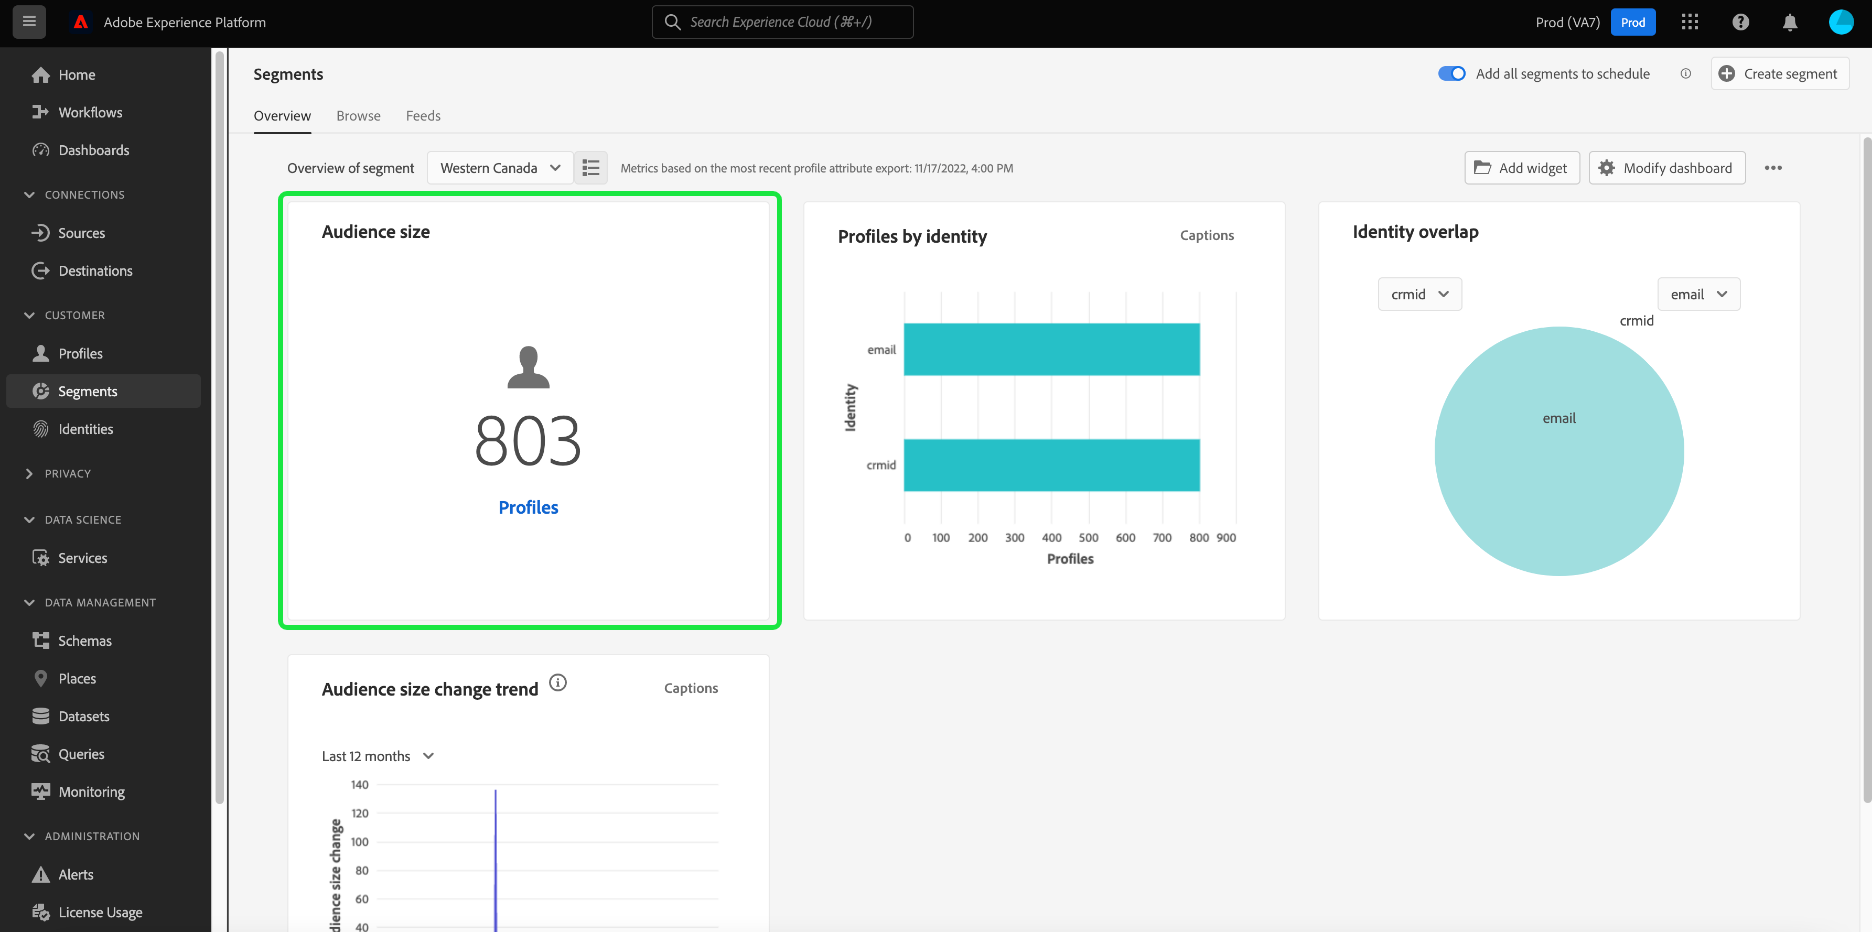 Adobe Experience Platform
Search Experience Cloud (⌘+/)
Prod (VA7)
Prod
Home
Workflows
Dashboards
CONNECTIONS
Sources
Destinations
CUSTOMER
Profiles
Segments
Identities
PRIVACY
DATA SCIENCE
Services
DATA MANAGEMENT
Schemas
Places
Datasets
Queries
Monitoring
ADMINISTRATION
Alerts
License Usage
Segments
Add all segments to schedule
Create segment
Overview
Browse
Feeds
Overview of segment
Western Canada
Metrics based on the most recent profile attribute export: 11/17/2022, 4:00 PM
Add widget
Modify dashboard
Audience size
803
Profiles
Profiles by identity
Captions
Identity
email
crmid
0 100 200 300 400 500 600 700 800 900
Profiles
Identity overlap
crmid
email
crmid
email
Audience size change trend
Captions
Last 12 months
140
120
100
80
60
40
size change